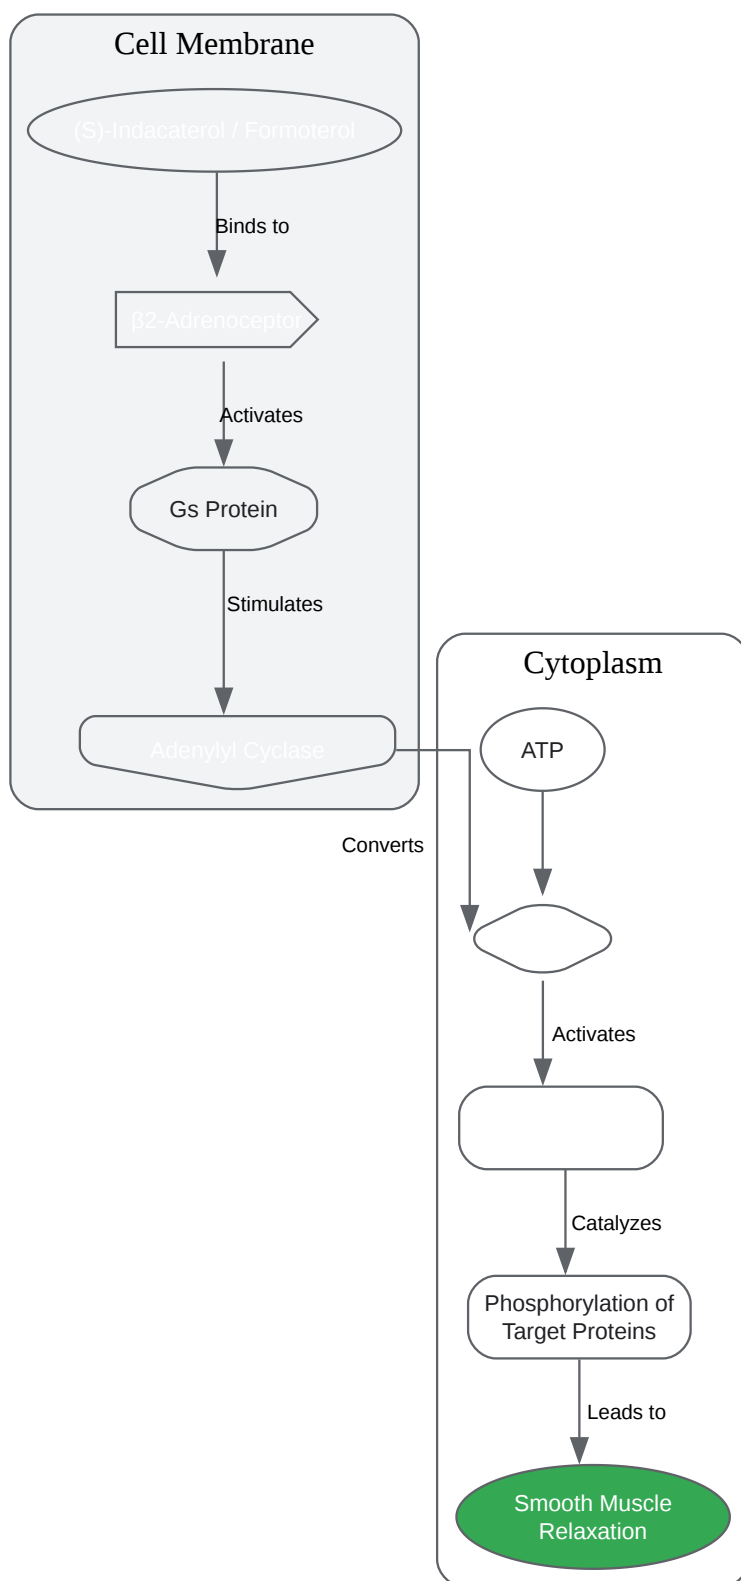 Cell Membrane
(S)-Indacaterol / Formoterol
Binds to
β2-Adrenoceptor
Activates
Gs Protein
Stimulates
Adenylyl Cyclase
Converts
Cytoplasm
ATP
Activates
Catalyzes
Phosphorylation of
Target Proteins
Leads to
Smooth Muscle
Relaxation